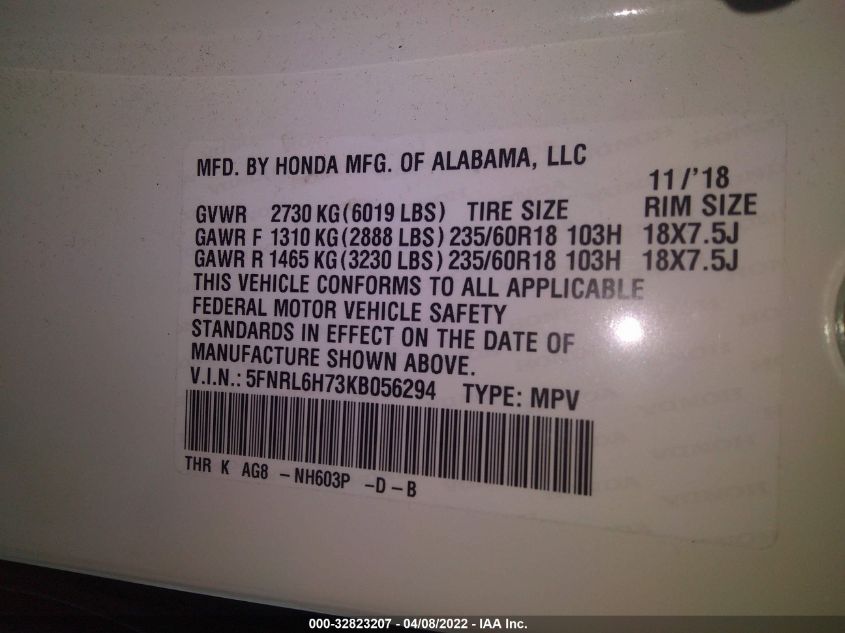 MFD. BY HONDA MFG. OF ALABAMA, LLC
11/'18
GVWR 2730 KG (6019 LBS) TIRE SIZE RIM SIZE
GAWR F 1310 KG (2888 LBS) 235/60R18 103H 18X7.5J
GAWR R 1465 KG (3230 LBS) 235/60R18 103H 18X7.5J
THIS VEHICLE CONFORMS TO ALL APPLICABLE
FEDERAL MOTOR VEHICLE SAFETY
STANDARDS IN EFFECT ON THE DATE OF
MANUFACTURE SHOWN ABOVE.
V.I.N.: 5FNRL6H73KB056294 TYPE: MPV
THR K AG8 - NH603P - D - B
000-32823207 - 04/08/2022 - IAA Inc.